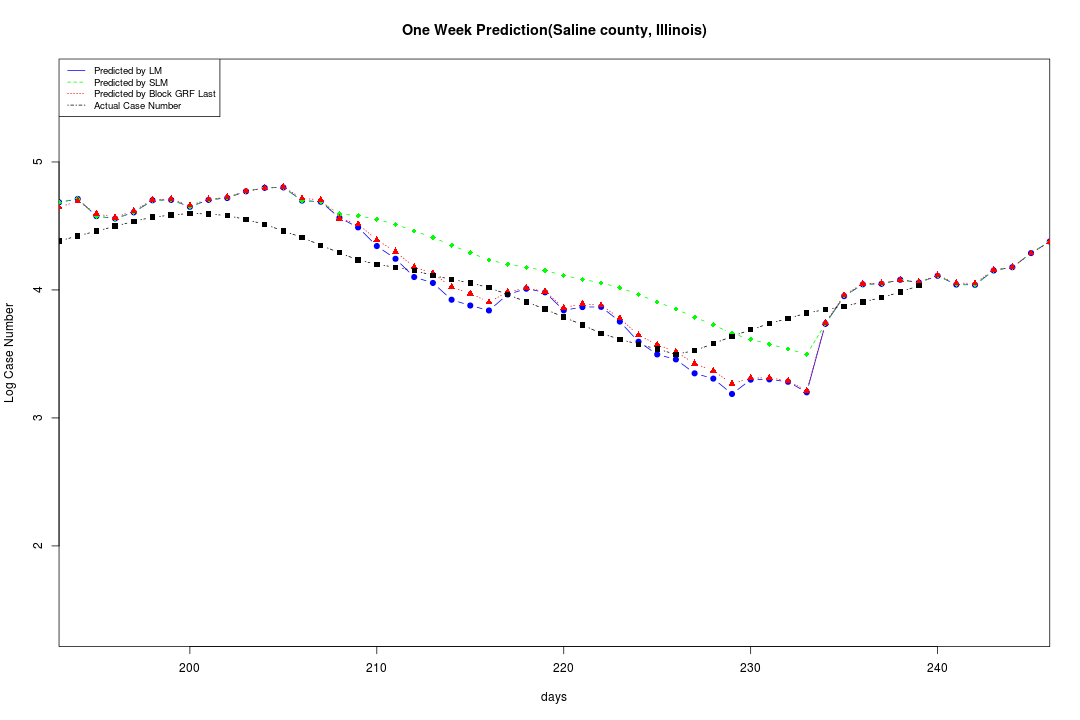 One Week Prediction(Saline county, Illinois)
Predicted by LM
Predicted by SLM
Predicted by Block GRF Last
Actual Case Number
5
4
3
2
Log Case Number
200
210
220
230
240
days